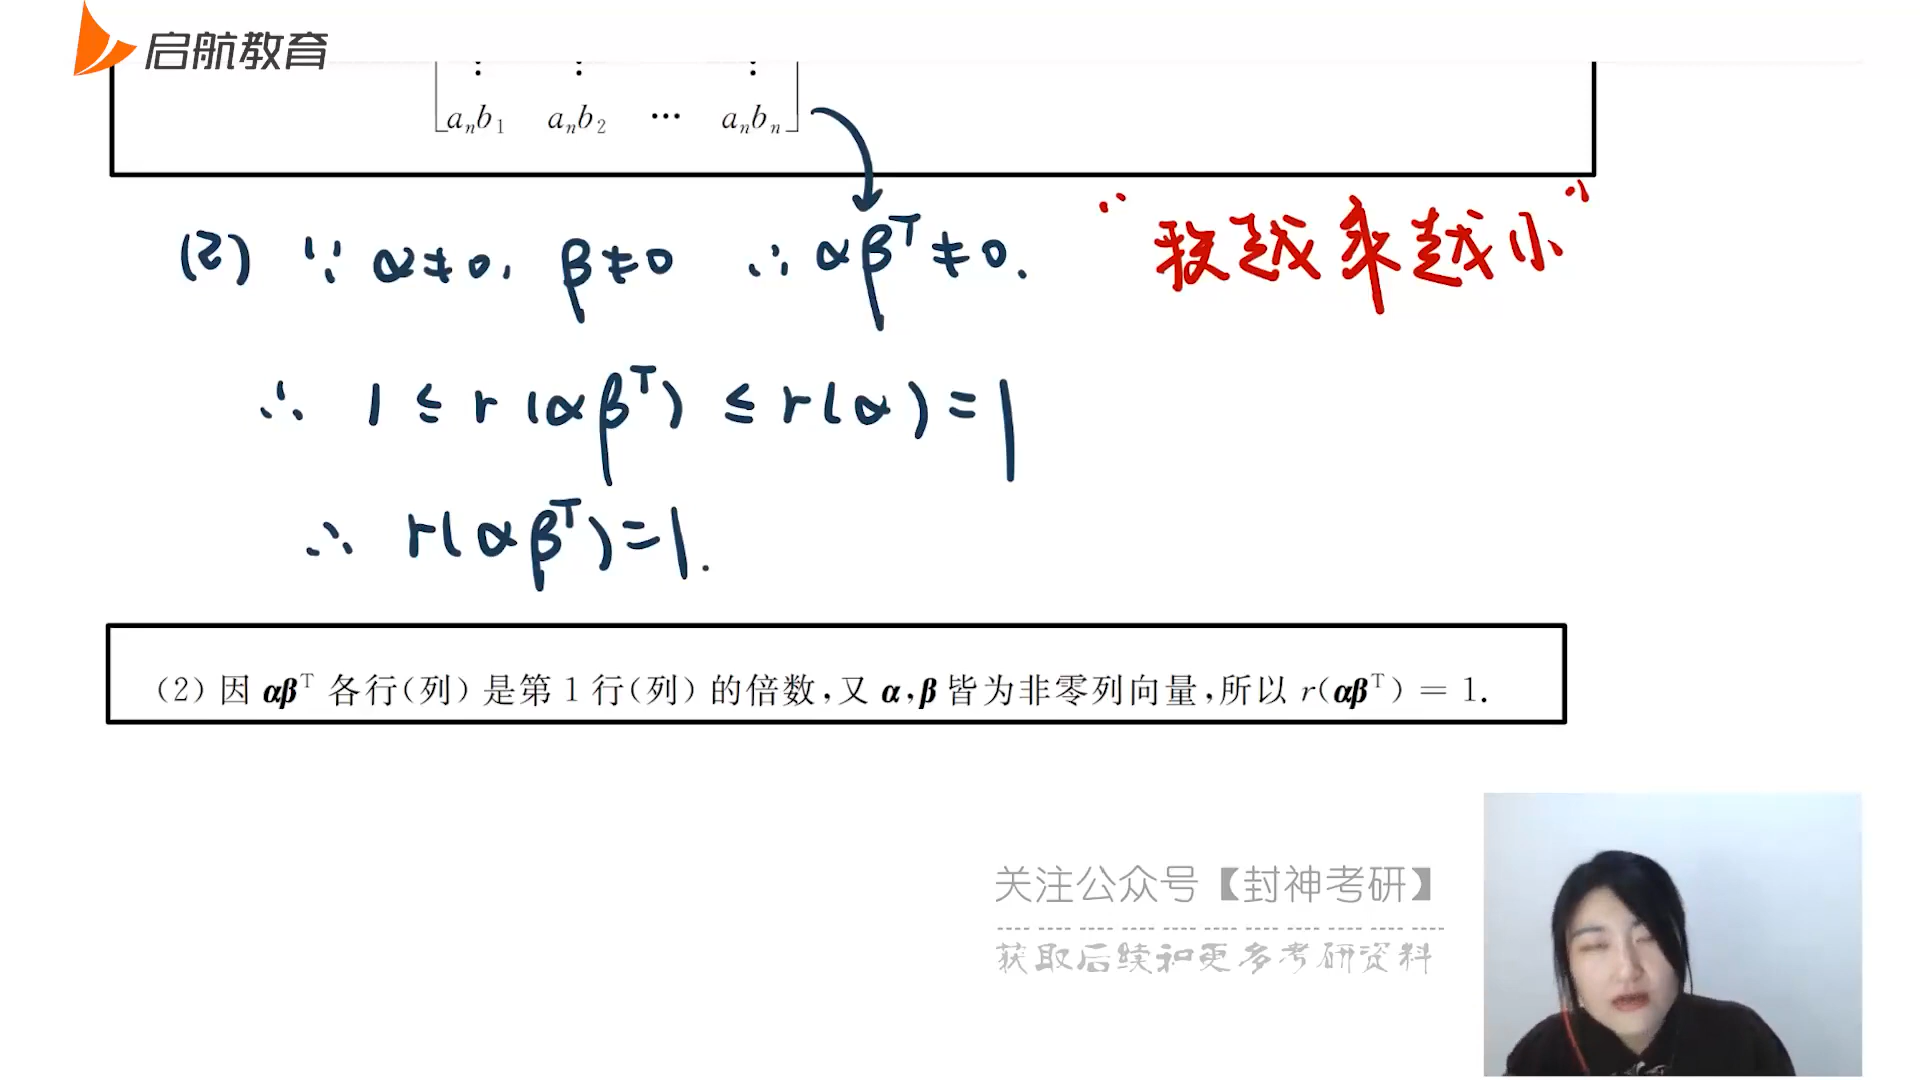 启航教育
⋮ ⋮ ⋮
aₙb₁ aₙb₂ ⋯ aₙbₙ
(2) ∵ α≠0, β≠0 ∴ αβᵀ≠0. “秩越乘越小”
∴ 1 ≤ r(αβᵀ) ≤ r(α) = 1
∴ r(αβᵀ)=1.
(2) 因 αβᵀ 各行(列)是第 1 行(列)的倍数,又 α,β 皆为非零列向量,所以 r(αβᵀ) = 1.
关注公众号【封神考研】
获取后续和更多考研资料